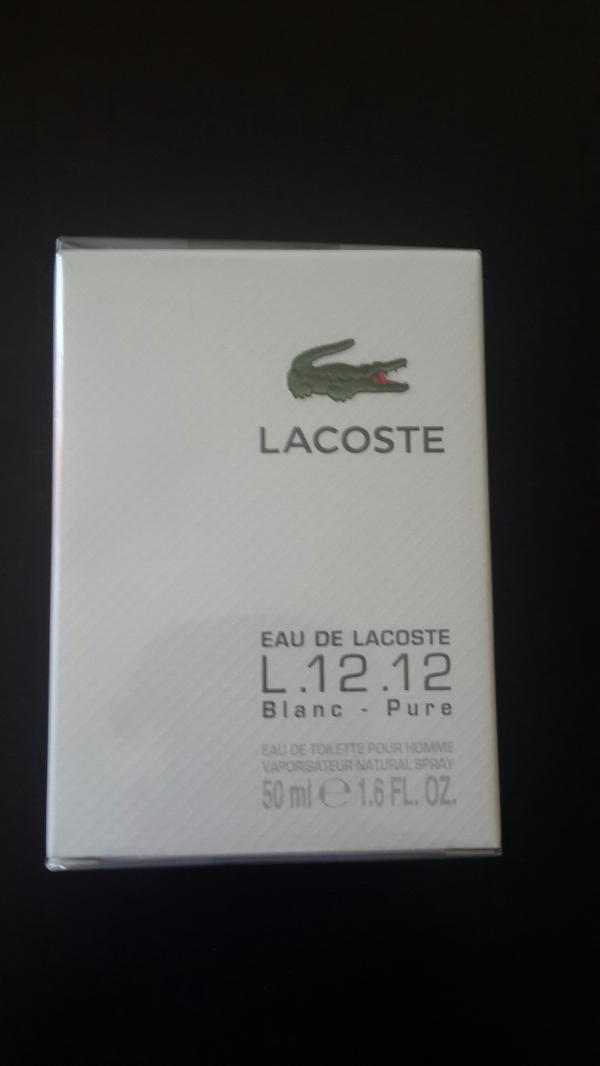 LACOSTE
EAU DE LACOSTE
L.12.12
Blanc - Pure
EAU DE TOILETTE POUR HOMME
VAPORISATEUR NATURAL SPRAY
50 ml ℮ 1.6 FL. OZ.